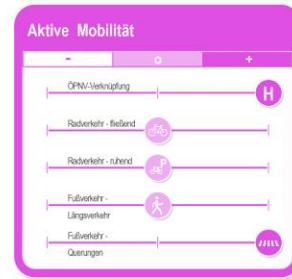 Aktive Mobilität
- o +
ÖPNV-Verknüpfung
H
Radverkehr - fließend
Radverkehr - ruhend
P
Fußverkehr -
Längsverkehr
Fußverkehr -
Querungen